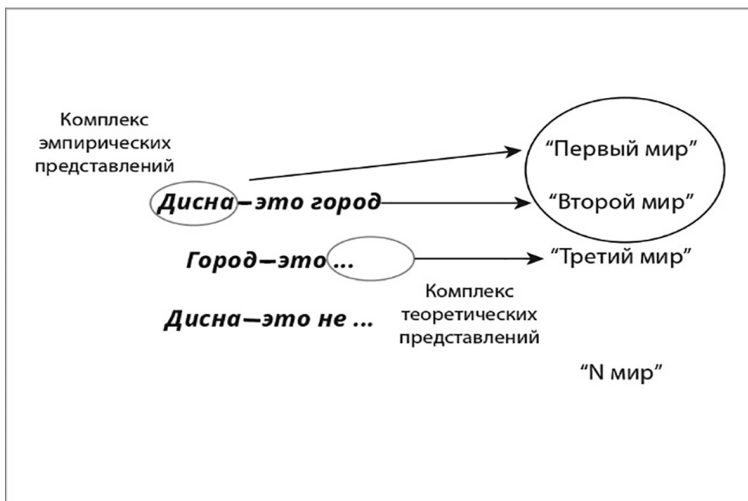 Комплекс
эмпирических
представлений
“Первый мир”
Дисна—это город
“Второй мир”
Город—это ...
“Третий мир”
Комплекс
теоретических
представлений
Дисна—это не ...
“N мир”